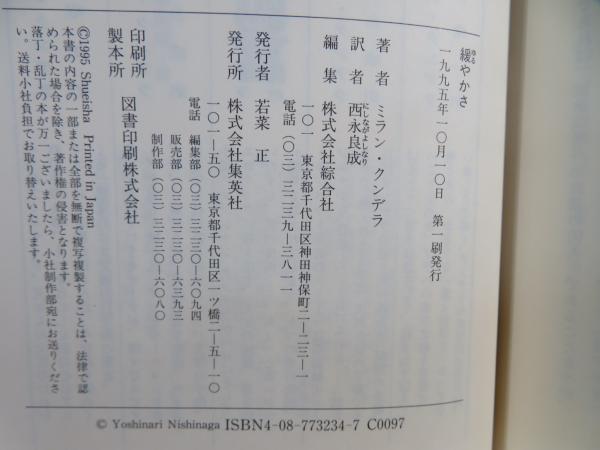 緩やかさ
ゆる
一九九五年一〇月一〇日　第一刷発行
著　者　ミラン・クンデラ
訳　者　西永良成
にしながよしなり
編　集　株式会社綜合社
一〇一　東京都千代田区神田神保町二―二三―一
電話（〇三）三二三九―三八一一
発行者　若菜　正
発行所　株式会社集英社
一〇一―五〇　東京都千代田区一ツ橋二―五―一〇
電話　編集部（〇三）三二三〇―六〇九四
販売部（〇三）三二三〇―六三九三
制作部（〇三）三二三〇―六〇八〇
印刷所
製本所　図書印刷株式会社
©1995 Shueisha　Printed in Japan
本書の内容の一部または全部を無断で複写複製することは、法律で認
められた場合を除き、著作権の侵害となります。
落丁・乱丁の本が万一ございましたら、小社制作部宛にお送りくださ
い。送料小社負担でお取り替えいたします。
© Yoshinari Nishinaga ISBN4-08-773234-7 C0097